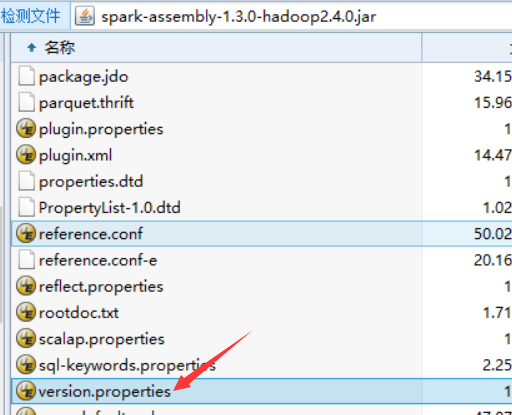 检测文件 spark-assembly-1.3.0-hadoop2.4.0.jar
名称
package.jdo 34.15
parquet.thrift 15.96
plugin.properties 1
plugin.xml 14.47
properties.dtd 1
PropertyList-1.0.dtd 1.02
reference.conf 50.02
reference.conf-e 20.16
reflect.properties 1
rootdoc.txt 1.71
scalap.properties 1
sql-keywords.properties 2.25
version.properties 1